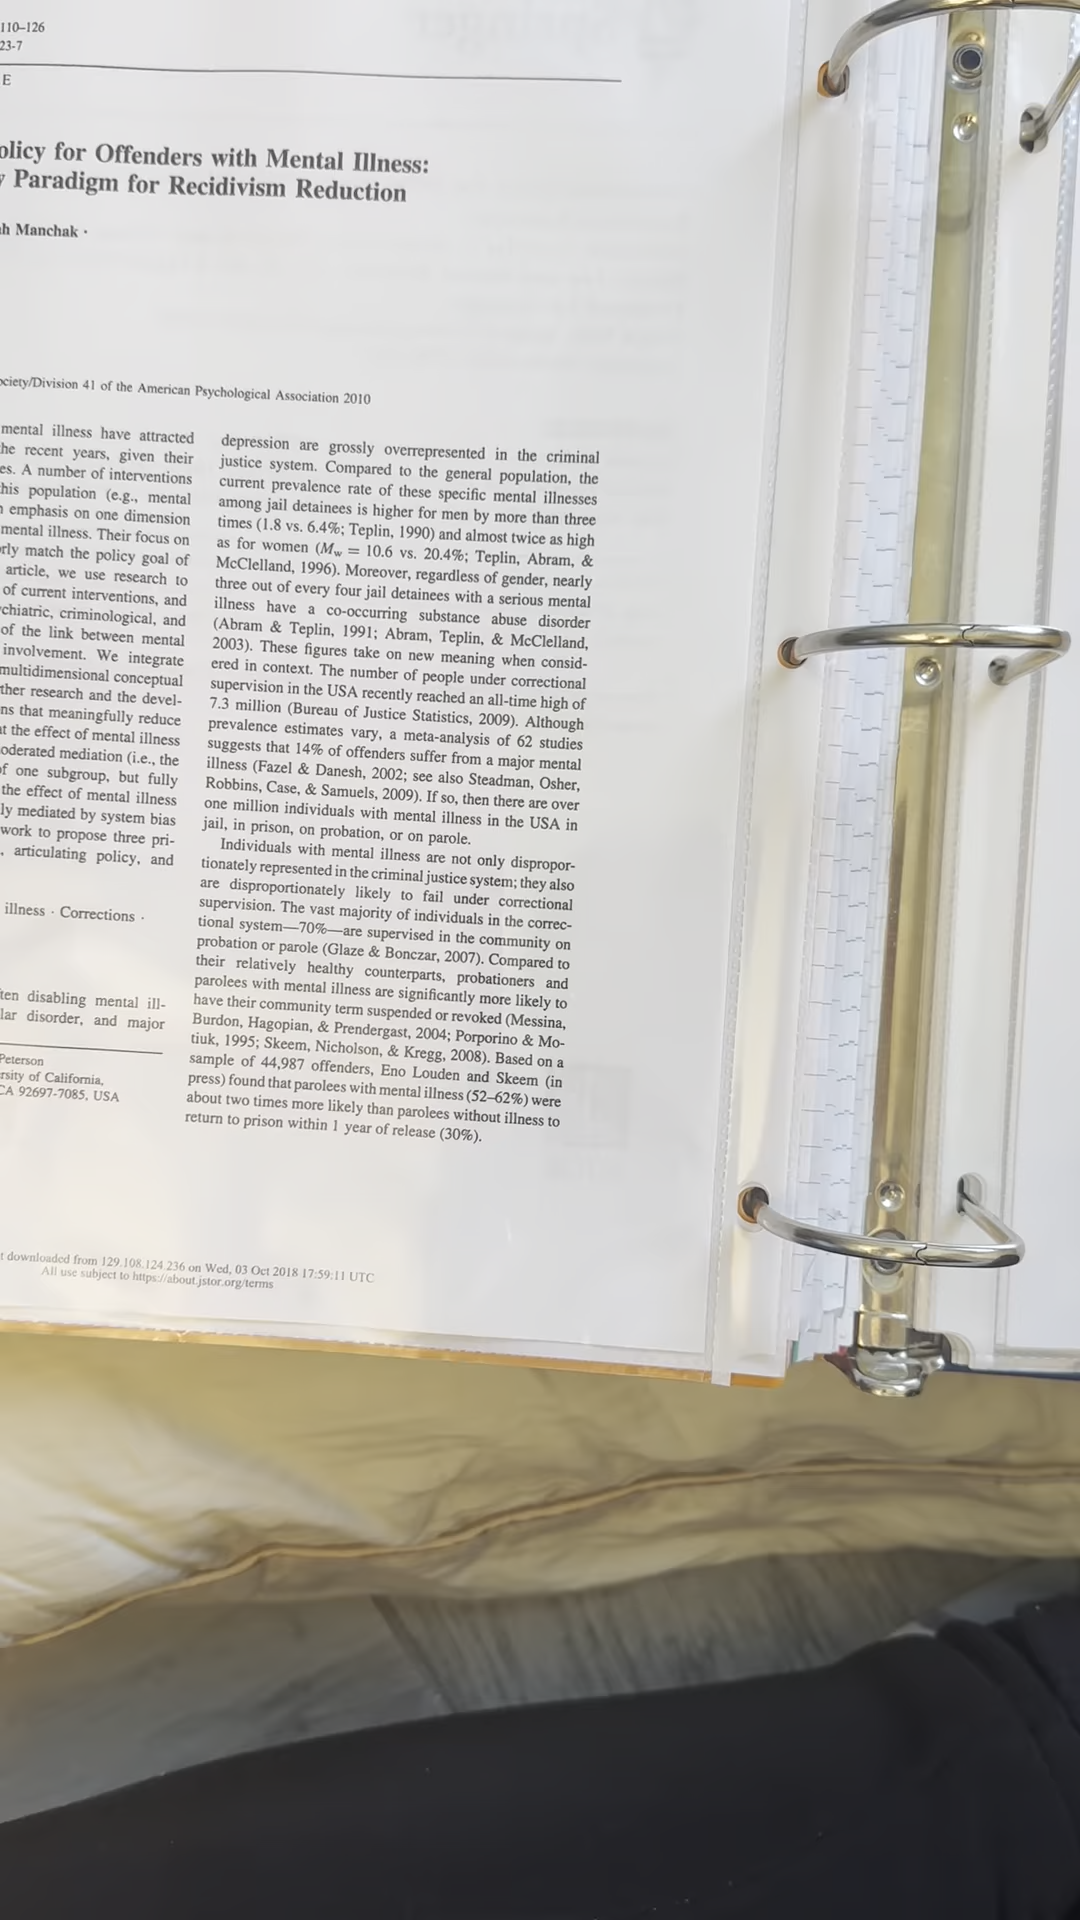 110–126
23-7
E
olicy for Offenders with Mental Illness:
y Paradigm for Recidivism Reduction
ah Manchak ·
ociety/Division 41 of the American Psychological Association 2010
mental illness have attracted
he recent years, given their
es. A number of interventions
his population (e.g., mental
n emphasis on one dimension
mental illness. Their focus on
rly match the policy goal of
article, we use research to
of current interventions, and
chiatric, criminological, and
of the link between mental
involvement. We integrate
multidimensional conceptual
ther research and the devel-
ns that meaningfully reduce
at the effect of mental illness
oderated mediation (i.e., the
of one subgroup, but fully
the effect of mental illness
ly mediated by system bias
work to propose three pri-
, articulating policy, and
illness · Corrections ·
ten disabling mental ill-
lar disorder, and major
Peterson
rsity of California,
CA 92697-7085, USA
depression are grossly overrepresented in the criminal
justice system. Compared to the general population, the
current prevalence rate of these specific mental illnesses
among jail detainees is higher for men by more than three
times (1.8 vs. 6.4%; Teplin, 1990) and almost twice as high
as for women (Mw = 10.6 vs. 20.4%; Teplin, Abram, &
McClelland, 1996). Moreover, regardless of gender, nearly
three out of every four jail detainees with a serious mental
illness have a co-occurring substance abuse disorder
(Abram & Teplin, 1991; Abram, Teplin, & McClelland,
2003). These figures take on new meaning when consid-
ered in context. The number of people under correctional
supervision in the USA recently reached an all-time high of
7.3 million (Bureau of Justice Statistics, 2009). Although
prevalence estimates vary, a meta-analysis of 62 studies
suggests that 14% of offenders suffer from a major mental
illness (Fazel & Danesh, 2002; see also Steadman, Osher,
Robbins, Case, & Samuels, 2009). If so, then there are over
one million individuals with mental illness in the USA in
jail, in prison, on probation, or on parole.
Individuals with mental illness are not only dispropor-
tionately represented in the criminal justice system; they also
are disproportionately likely to fail under correctional
supervision. The vast majority of individuals in the correc-
tional system—70%—are supervised in the community on
probation or parole (Glaze & Bonczar, 2007). Compared to
their relatively healthy counterparts, probationers and
parolees with mental illness are significantly more likely to
have their community term suspended or revoked (Messina,
Burdon, Hagopian, & Prendergast, 2004; Porporino & Mo-
tiuk, 1995; Skeem, Nicholson, & Kregg, 2008). Based on a
sample of 44,987 offenders, Eno Louden and Skeem (in
press) found that parolees with mental illness (52–62%) were
about two times more likely than parolees without illness to
return to prison within 1 year of release (30%).
t downloaded from 129.108.124.236 on Wed, 03 Oct 2018 17:59:11 UTC
All use subject to https://about.jstor.org/terms